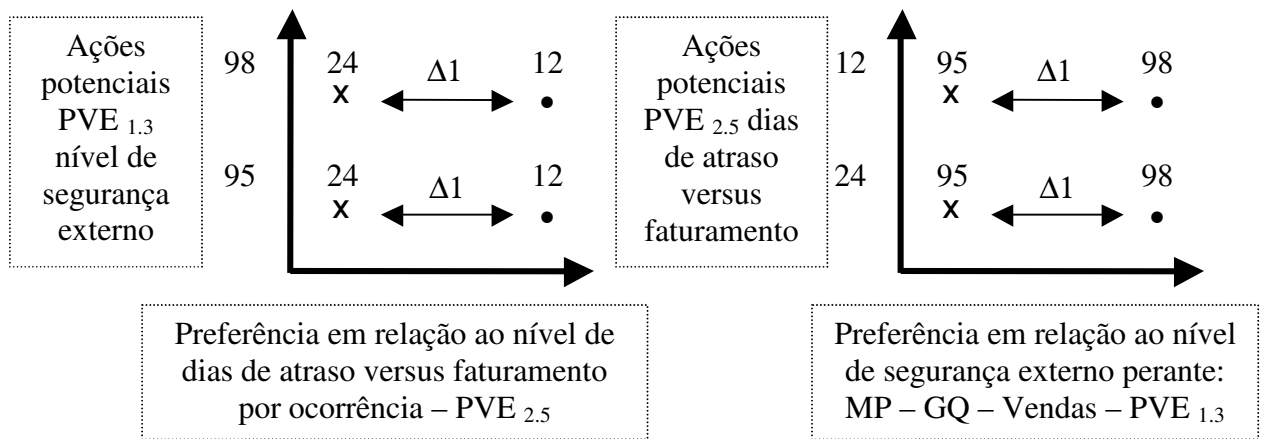 Ações
potenciais
PVE 1.3
nível de
segurança
externo
98
24
x
Δ1
12
95
24
x
Δ1
12
Preferência em relação ao nível de
dias de atraso versus faturamento
por ocorrência – PVE 2.5
Ações
potenciais
PVE 2.5 dias
de atraso
versus
faturamento
12
95
x
Δ1
98
24
95
x
Δ1
98
Preferência em relação ao nível
de segurança externo perante:
MP – GQ – Vendas – PVE 1.3